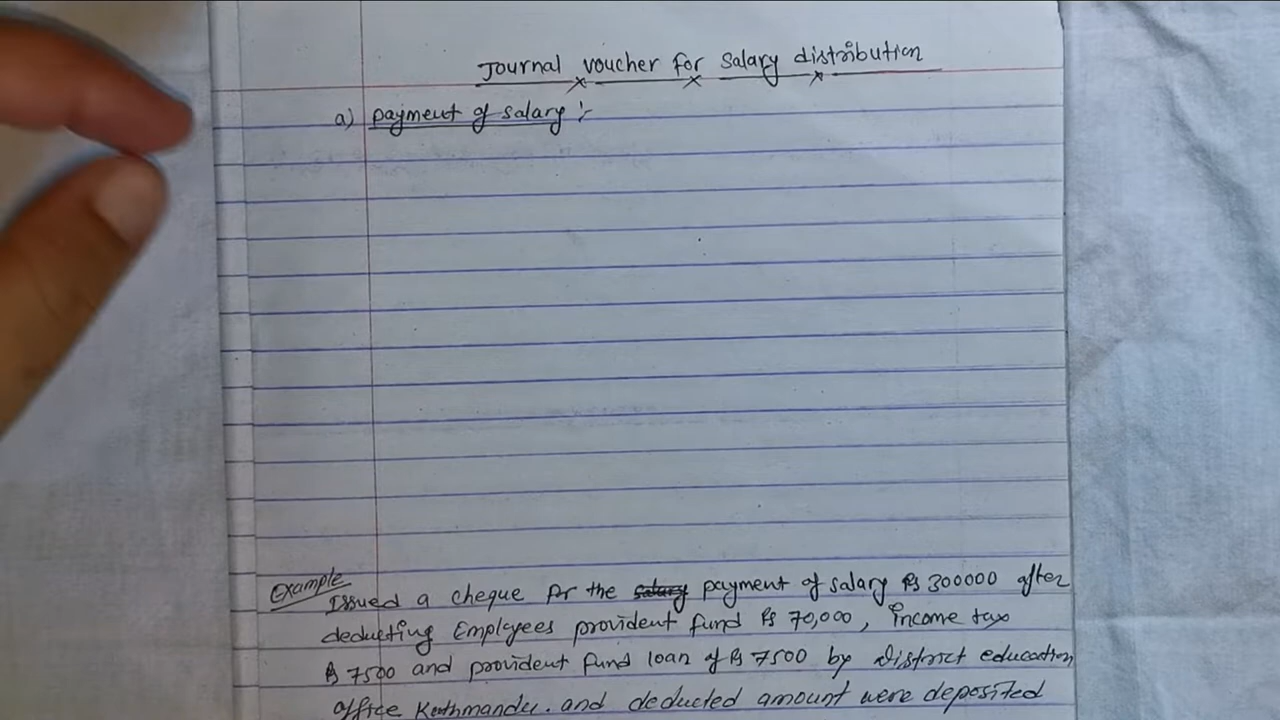 Journal voucher for salary distribution
a) payment of salary :-
Example
Issued a cheque for the salary payment of salary Rs 300000 after
deducting Employees provident fund Rs 70,000, income tax
Rs 7500 and provident fund loan of Rs 7500 by District education
office Kathmandu. and deducted amount were deposited